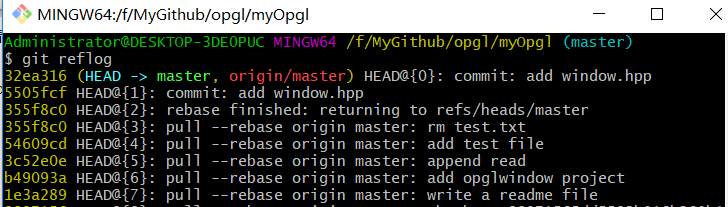 MINGW64:/f/MyGithub/opgl/myOpgl
Administrator@DESKTOP-3DEOPUC MINGW64 /f/MyGithub/opgl/myOpgl (master)
$ git reflog
32ea316 (HEAD -> master, origin/master) HEAD@{0}: commit: add window.hpp
5505fcf HEAD@{1}: commit: add window.hpp
355f8c0 HEAD@{2}: rebase finished: returning to refs/heads/master
355f8c0 HEAD@{3}: pull --rebase origin master: rm test.txt
54609cd HEAD@{4}: pull --rebase origin master: add test file
3c52e0e HEAD@{5}: pull --rebase origin master: append read
b49093a HEAD@{6}: pull --rebase origin master: add opglwindow project
1e3a289 HEAD@{7}: pull --rebase origin master: write a readme file